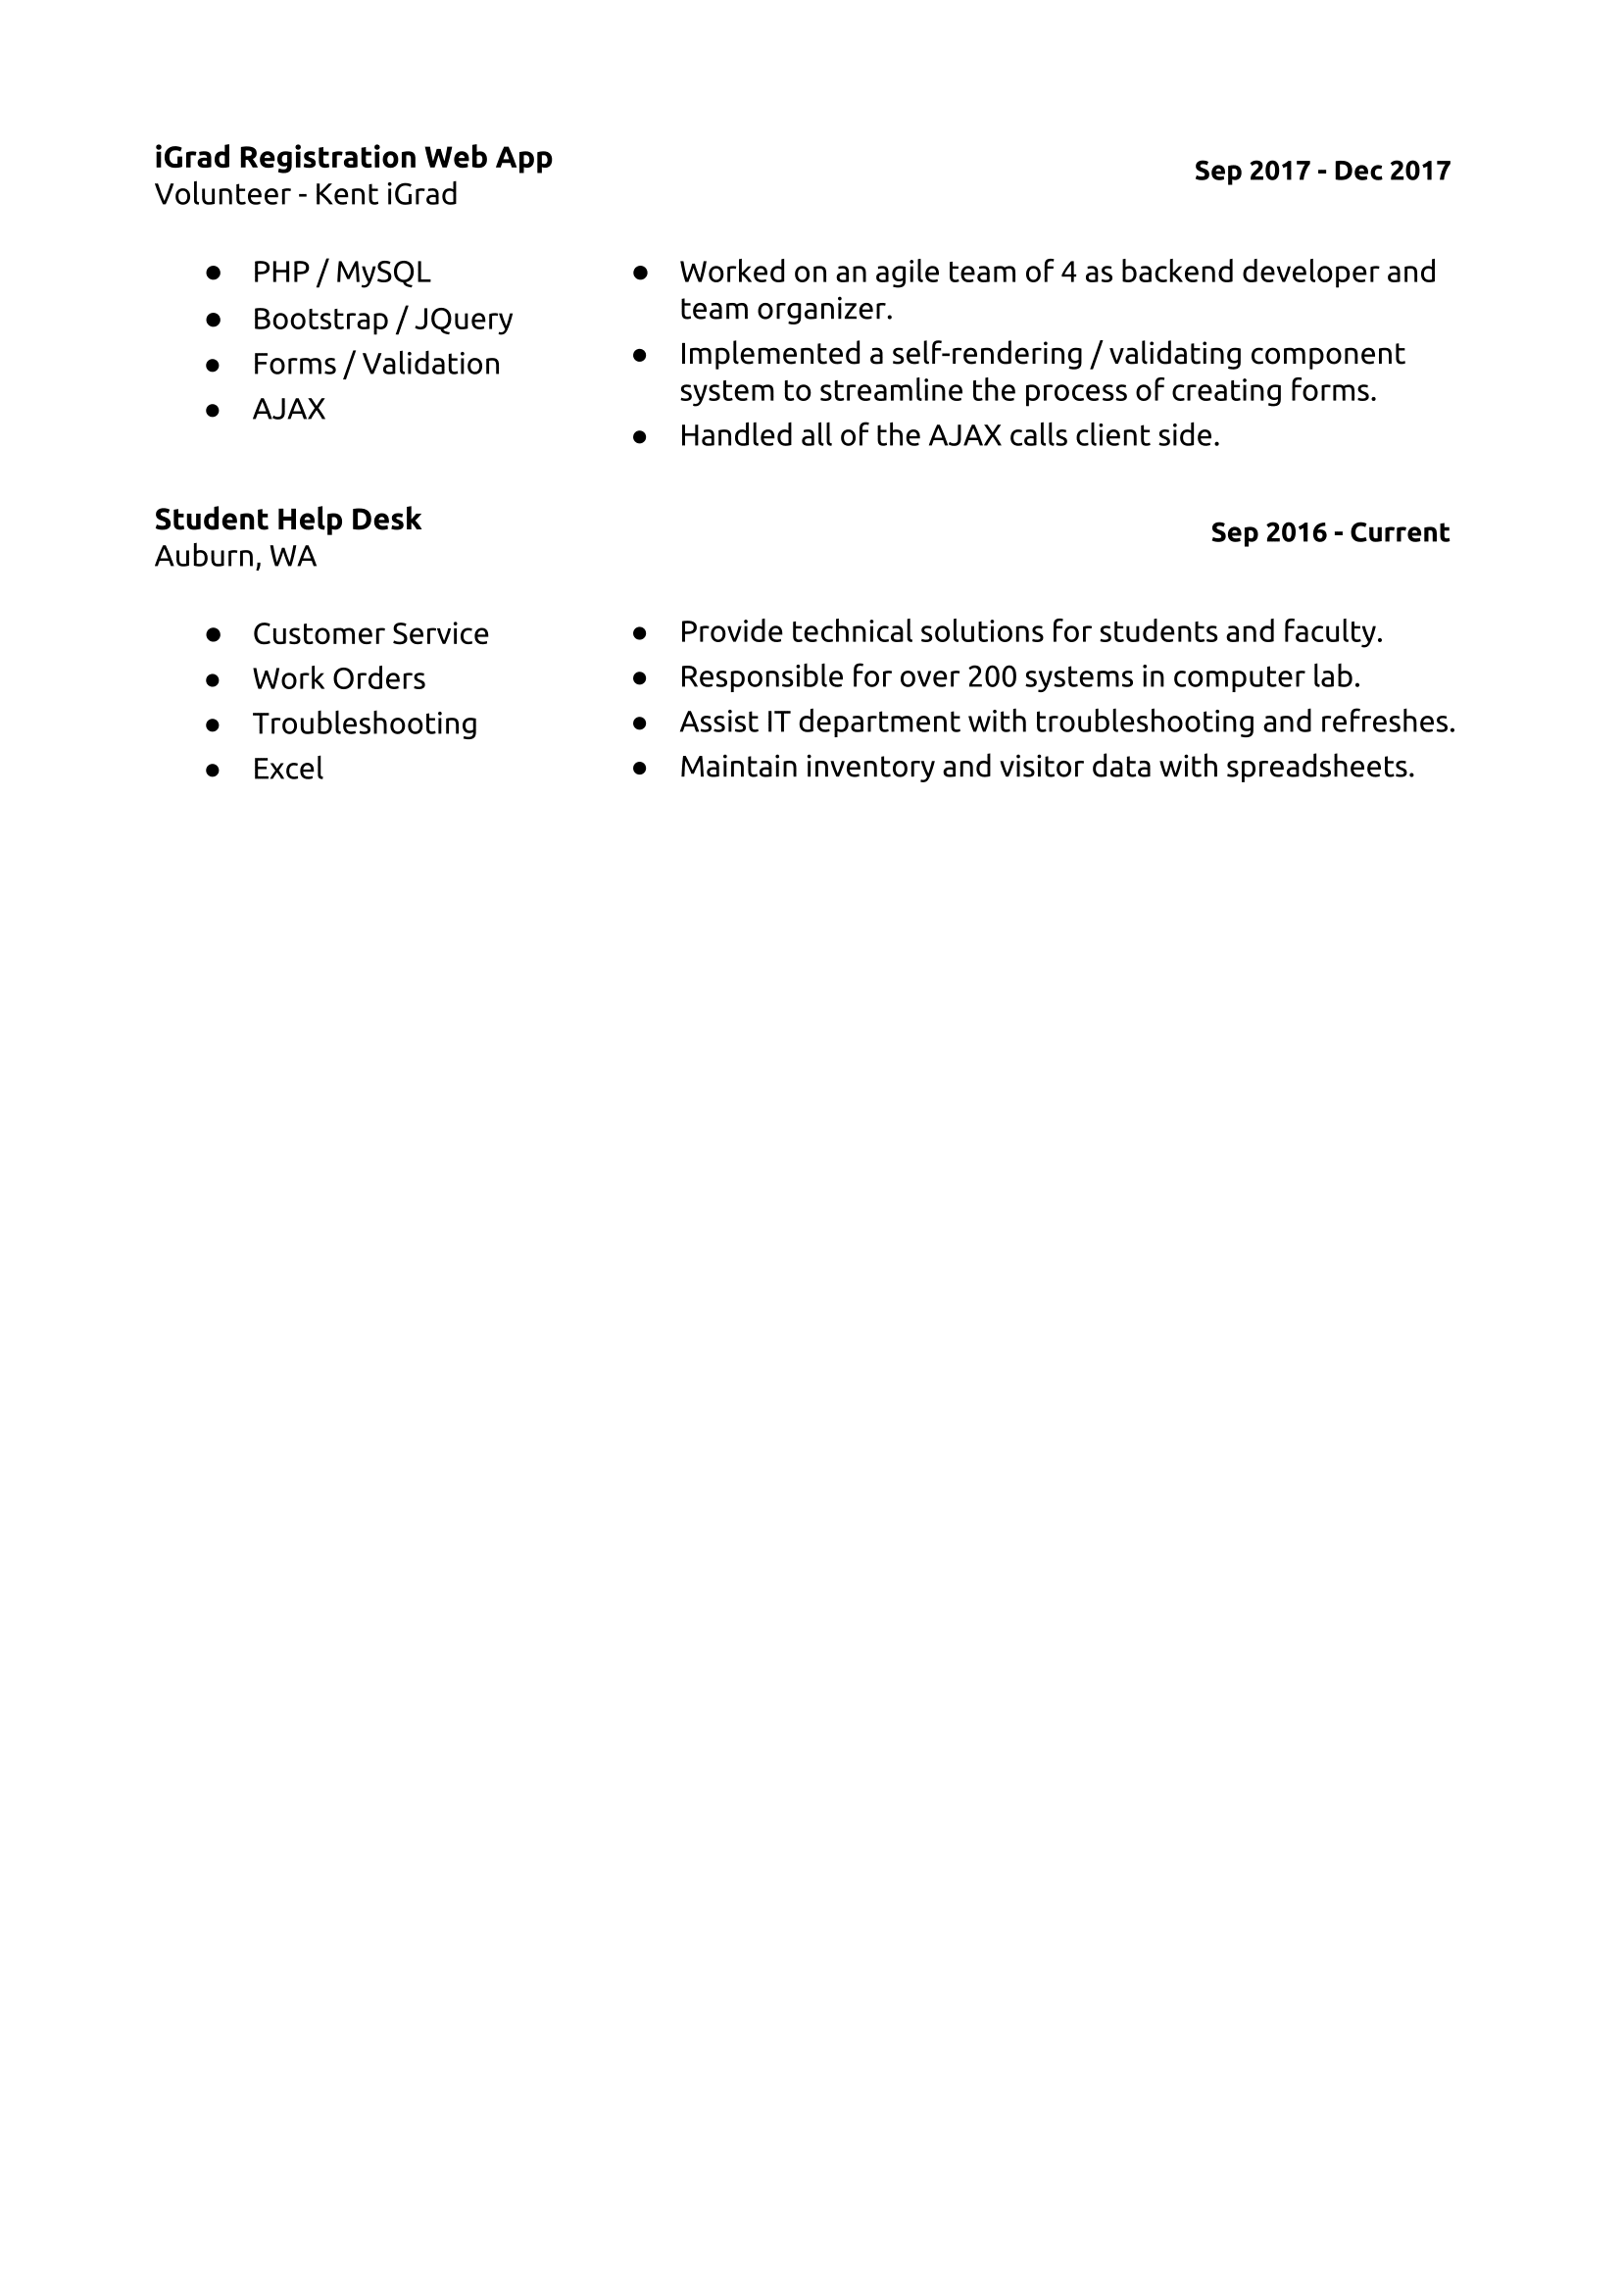 iGrad Registration Web App
Sep 2017 - Dec 2017
Volunteer - Kent iGrad
● PHP / MySQL
● Bootstrap / JQuery
● Forms / Validation
● AJAX
● Worked on an agile team of 4 as backend developer and
team organizer.
● Implemented a self-rendering / validating component
system to streamline the process of creating forms.
● Handled all of the AJAX calls client side.
Student Help Desk
Sep 2016 - Current
Auburn, WA
● Customer Service
● Work Orders
● Troubleshooting
● Excel
● Provide technical solutions for students and faculty.
● Responsible for over 200 systems in computer lab.
● Assist IT department with troubleshooting and refreshes.
● Maintain inventory and visitor data with spreadsheets.